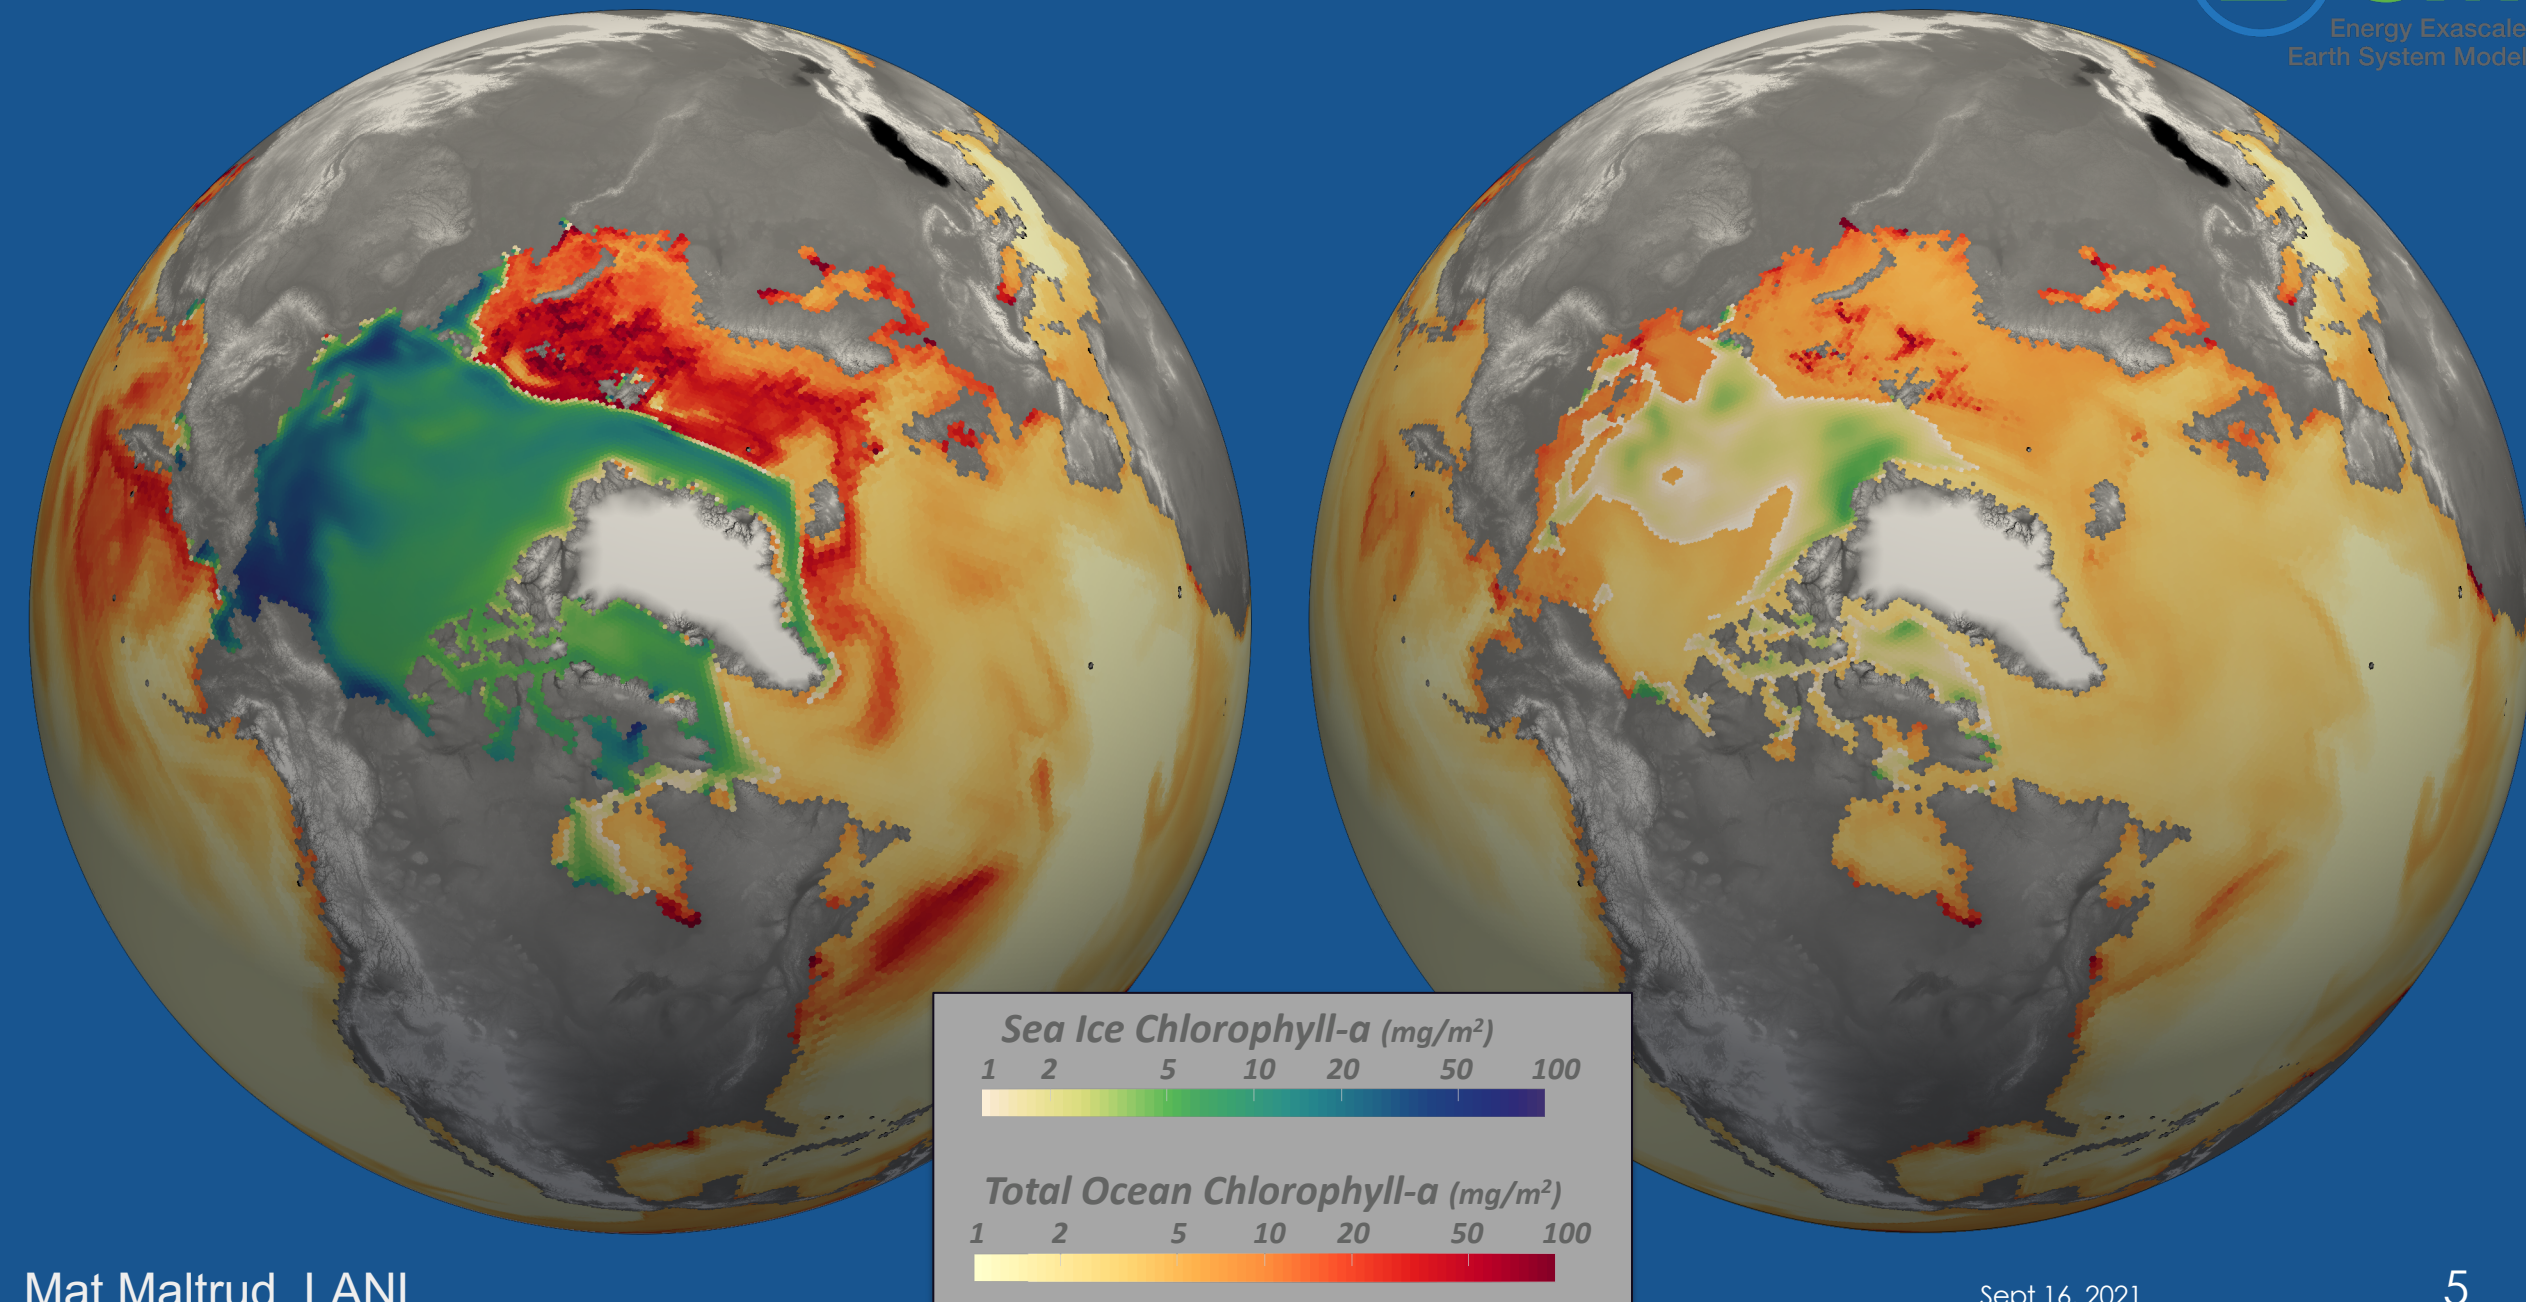 Energy Exascale
Earth System Model
Sea Ice Chlorophyll-a (mg/m²)
1 2 5 10 20 50 100
Total Ocean Chlorophyll-a (mg/m²)
1 2 5 10 20 50 100
Mat Maltrud LANL
Sept 16, 2021
5